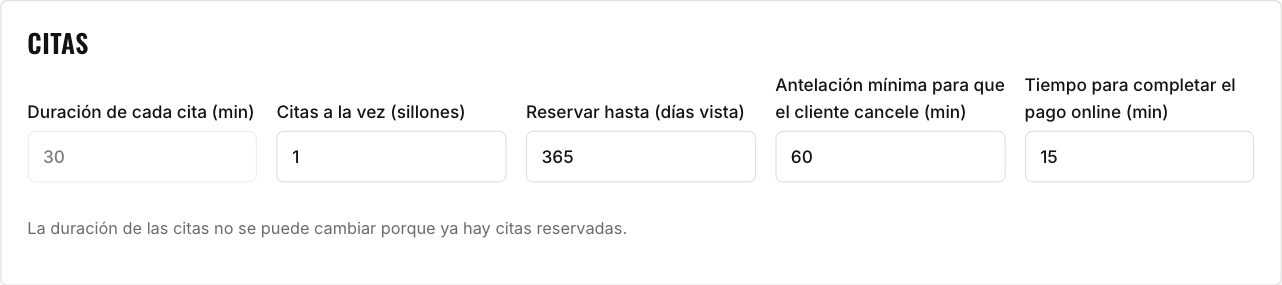 CITAS
Duración de cada cita (min)
30
Citas a la vez (sillones)
1
Reservar hasta (días vista)
365
Antelación mínima para que
el cliente cancele (min)
60
Tiempo para completar el
pago online (min)
15
La duración de las citas no se puede cambiar porque ya hay citas reservadas.